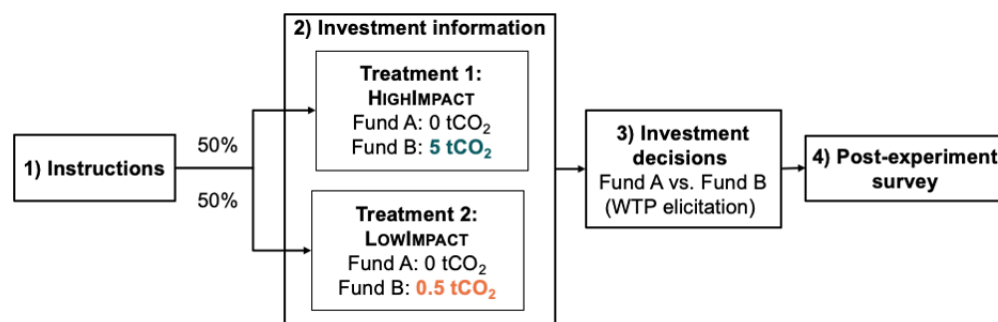 1) Instructions
50%
50%
2) Investment information
Treatment 1:
HIGHIMPACT
Fund A: 0 tCO₂
Fund B: 5 tCO₂
Treatment 2:
LOWIMPACT
Fund A: 0 tCO₂
Fund B: 0.5 tCO₂
3) Investment
decisions
Fund A vs. Fund B
(WTP elicitation)
4) Post-experiment
survey